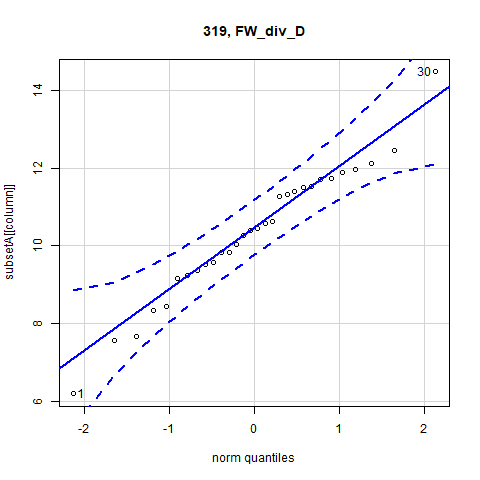 319, FW_div_D
subsetA[[column]]
14
12
10
8
6
30
1
-2 -1 0 1 2
norm quantiles